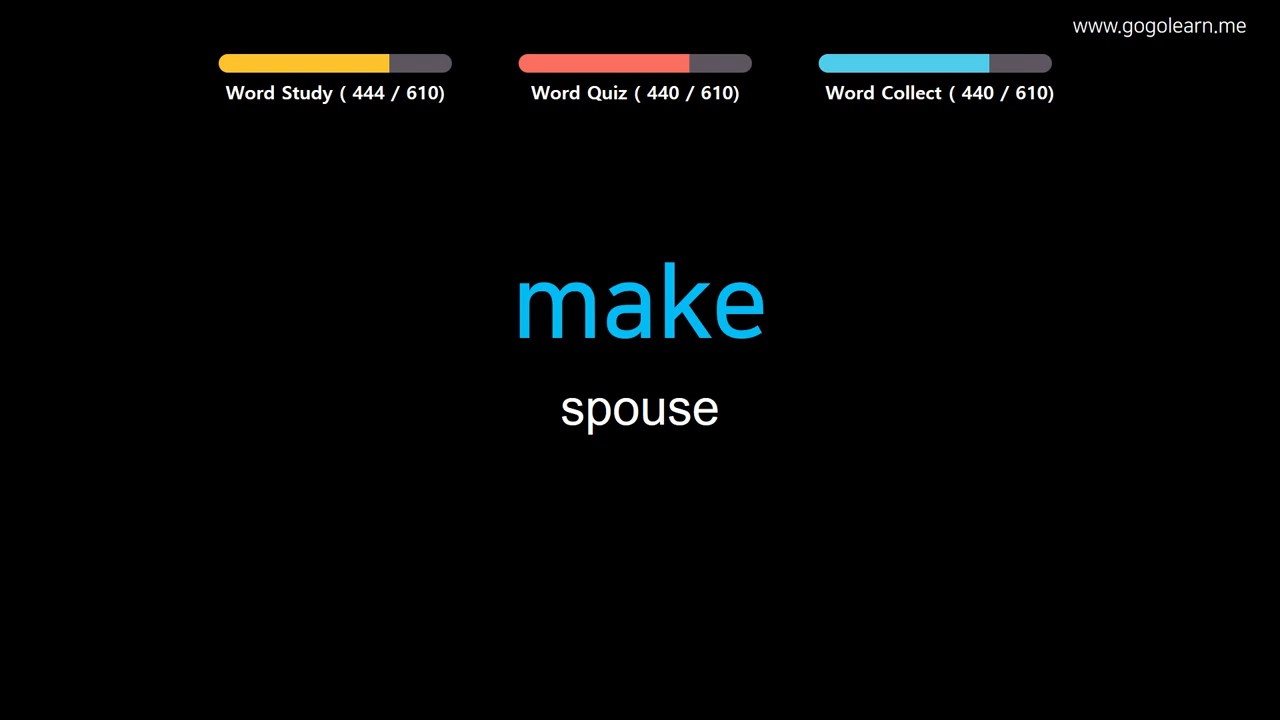 www.gogolearn.me
Word Study ( 444 / 610)
Word Quiz ( 440 / 610)
Word Collect ( 440 / 610)
make
spouse